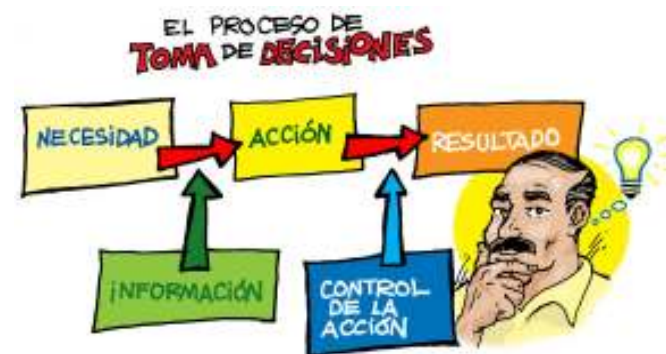 EL PROCESO DE
TOMA DE DECISIONES
NECESIDAD
ACCIÓN
RESULTADO
INFORMACIÓN
CONTROL
DE LA
ACCIÓN